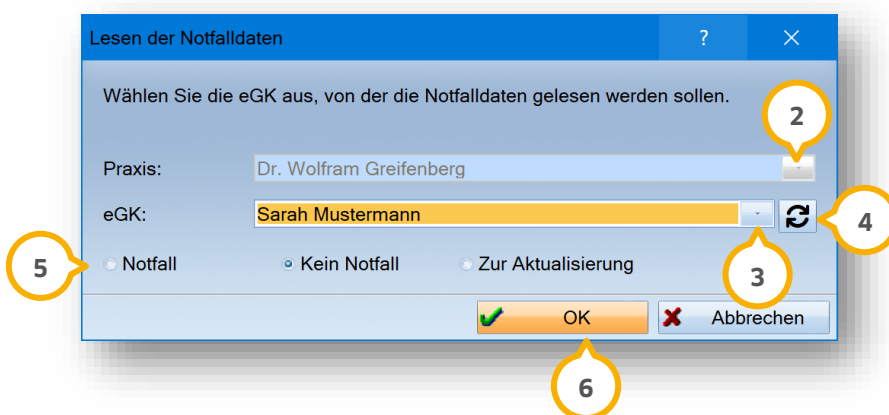 Lesen der Notfalldaten ?
Wählen Sie die eGK aus, von der die Notfalldaten gelesen werden sollen.
2
Praxis: Dr. Wolfram Greifenberg
eGK: Sarah Mustermann
4
5 Notfall Kein Notfall Zur Aktualisierung
3
OK Abbrechen
6